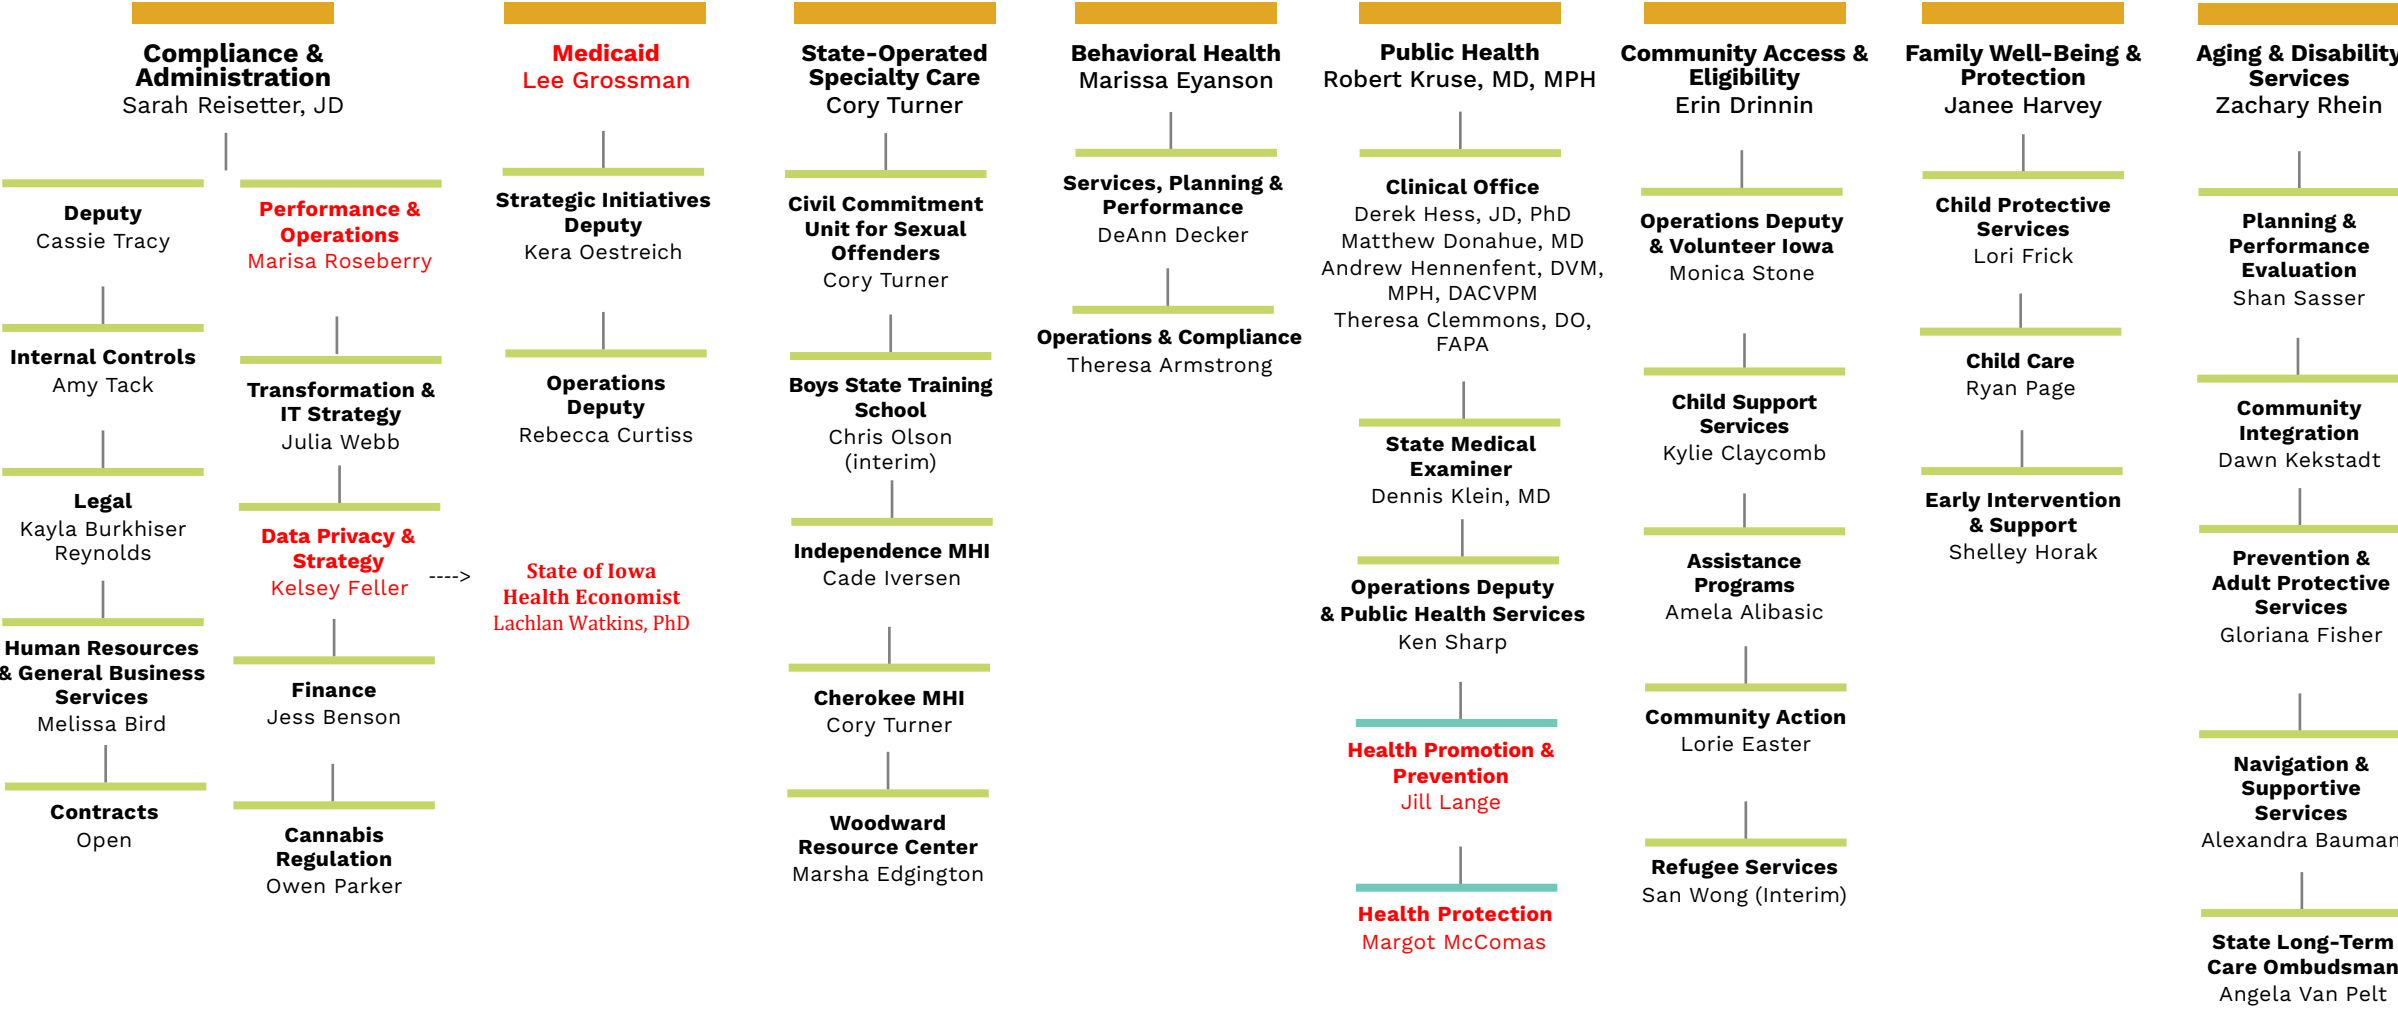 Compliance &
Administration
Sarah Reisetter, JD
Deputy
Cassie Tracy
Internal Controls
Amy Tack
Legal
Kayla Burkhiser
Reynolds
Human Resources
& General Business
Services
Melissa Bird
Contracts
Open
Performance &
Operations
Marisa Roseberry
Transformation &
IT Strategy
Julia Webb
Data Privacy &
Strategy
Kelsey Feller
---->
State of Iowa
Health Economist
Lachlan Watkins, PhD
Finance
Jess Benson
Cannabis
Regulation
Owen Parker
Medicaid
Lee Grossman
Strategic Initiatives
Deputy
Kera Oestreich
Operations
Deputy
Rebecca Curtiss
State-Operated
Specialty Care
Cory Turner
Civil Commitment
Unit for Sexual
Offenders
Cory Turner
Boys State Training
School
Chris Olson
(interim)
Independence MHI
Cade Iversen
Cherokee MHI
Cory Turner
Woodward
Resource Center
Marsha Edgington
Behavioral Health
Marissa Eyanson
Services, Planning &
Performance
DeAnn Decker
Operations & Compliance
Theresa Armstrong
Public Health
Robert Kruse, MD, MPH
Clinical Office
Derek Hess, JD, PhD
Matthew Donahue, MD
Andrew Hennenfent, DVM,
MPH, DACVPM
Theresa Clemmons, DO,
FAPA
State Medical
Examiner
Dennis Klein, MD
Operations Deputy
& Public Health Services
Ken Sharp
Health Promotion &
Prevention
Jill Lange
Health Protection
Margot McComas
Community Access &
Eligibility
Erin Drinnin
Operations Deputy
& Volunteer Iowa
Monica Stone
Child Support
Services
Kylie Claycomb
Assistance
Programs
Amela Alibasic
Community Action
Lorie Easter
Refugee Services
San Wong (Interim)
Family Well-Being &
Protection
Janee Harvey
Child Protective
Services
Lori Frick
Child Care
Ryan Page
Early Intervention
& Support
Shelley Horak
Aging & Disability
Services
Zachary Rhein
Planning &
Performance
Evaluation
Shan Sasser
Community
Integration
Dawn Kekstadt
Prevention &
Adult Protective
Services
Gloriana Fisher
Navigation &
Supportive
Services
Alexandra Bauman
State Long-Term
Care Ombudsman
Angela Van Pelt